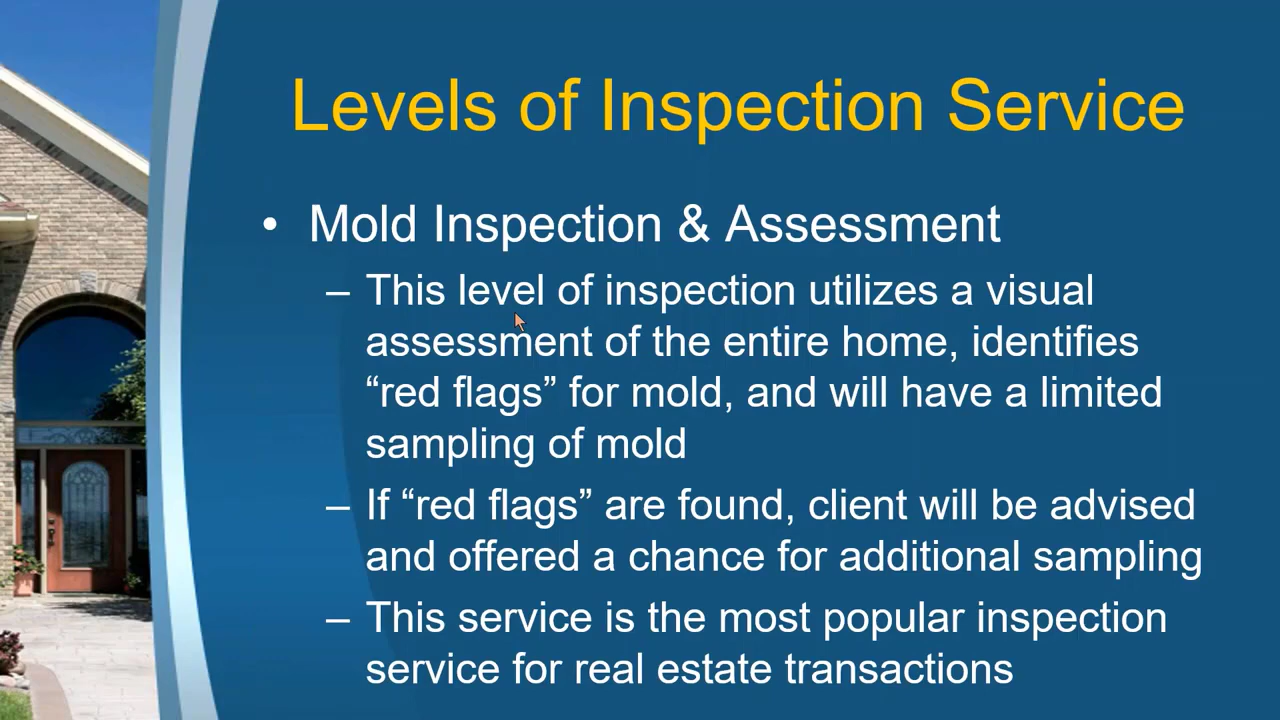 Levels of Inspection Service
• Mold Inspection & Assessment
– This level of inspection utilizes a visual
assessment of the entire home, identifies
“red flags” for mold, and will have a limited
sampling of mold
– If “red flags” are found, client will be advised
and offered a chance for additional sampling
– This service is the most popular inspection
service for real estate transactions